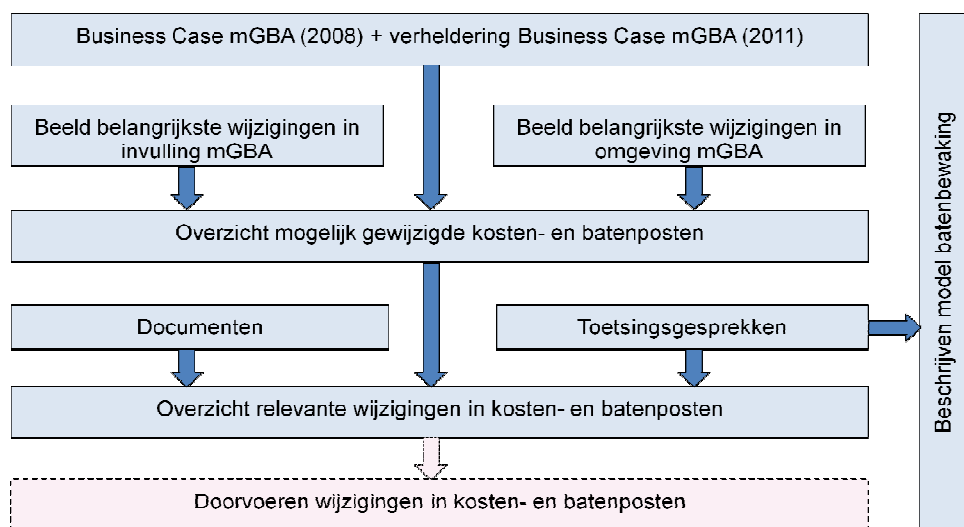 Business Case mGBA (2008) + verheldering Business Case mGBA (2011)
Beeld belangrijkste wijzigingen in
invulling mGBA
Beeld belangrijkste wijzigingen in
omgeving mGBA
Overzicht mogelijk gewijzigde kosten- en batenposten
Documenten
Toetsingsgesprekken
Overzicht relevante wijzigingen in kosten- en batenposten
Doorvoeren wijzigingen in kosten- en batenposten
Beschrijven model batenbewaking